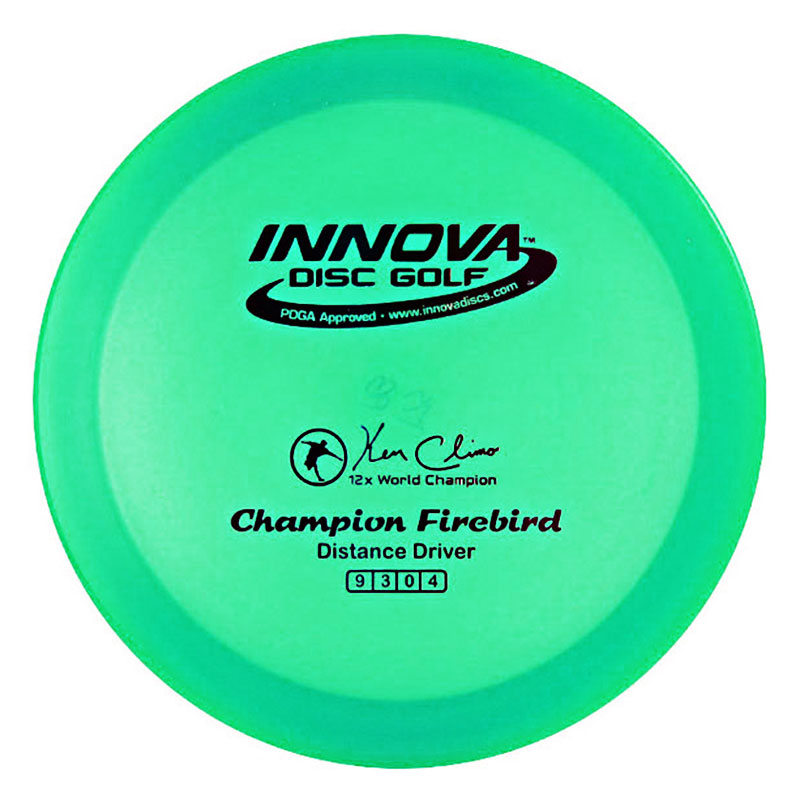 INNOVA™
DISC GOLF
PDGA Approved • www.innovadiscs.com
Ken Climo
12x World Champion
Champion Firebird
Distance Driver
9 3 0 4